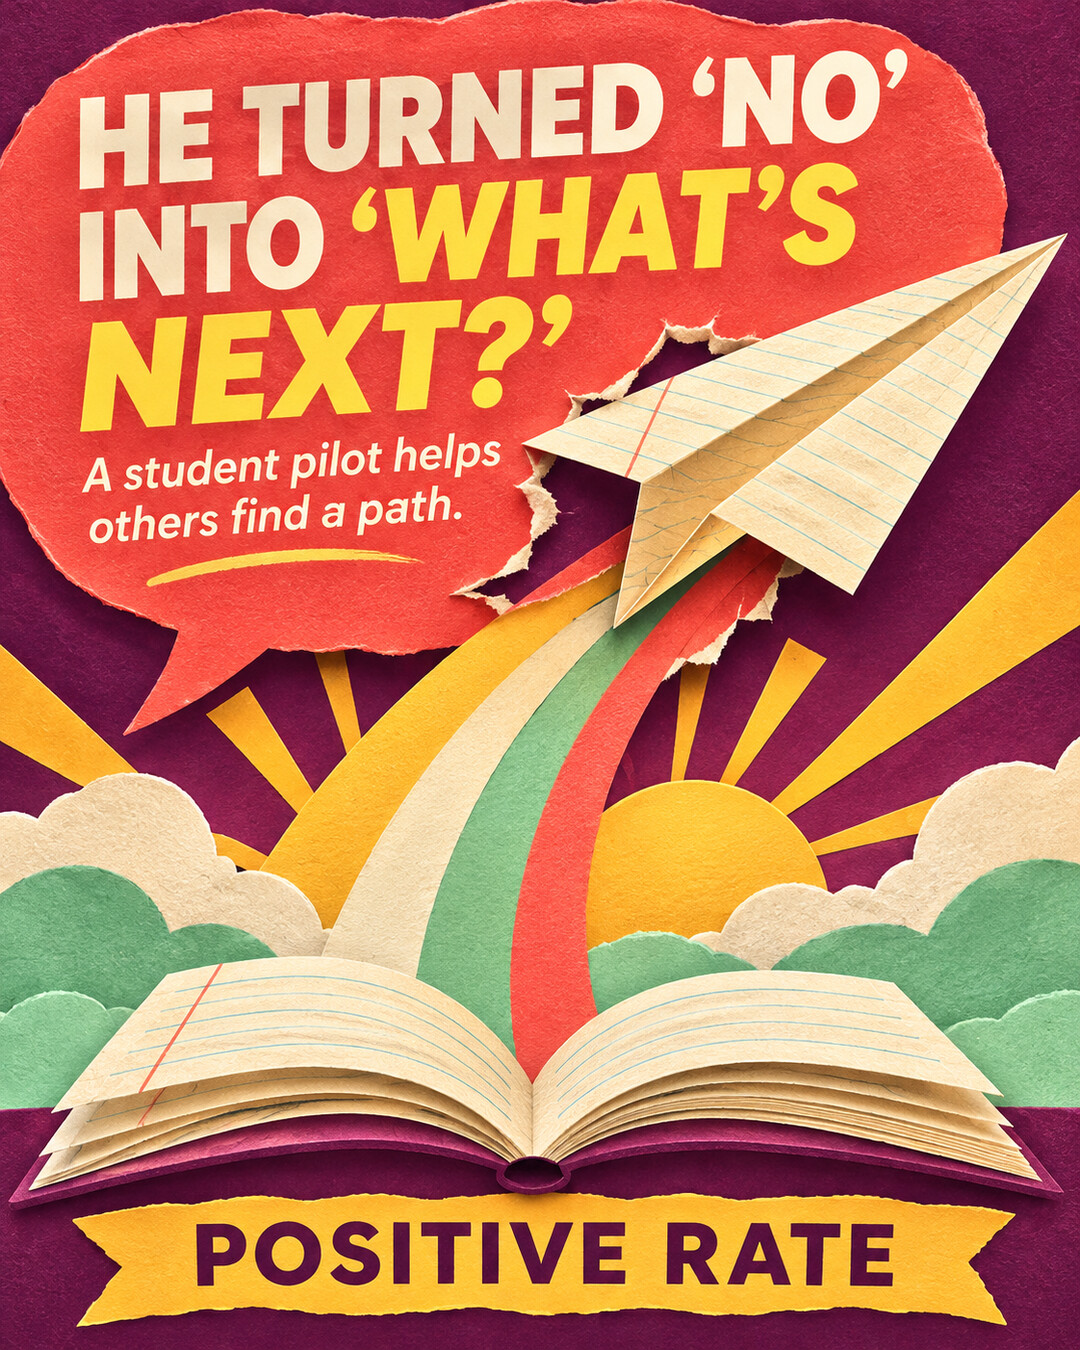 HE TURNED ‘NO’
INTO ‘WHAT’S
NEXT?’
A student pilot helps
others find a path.
POSITIVE RATE